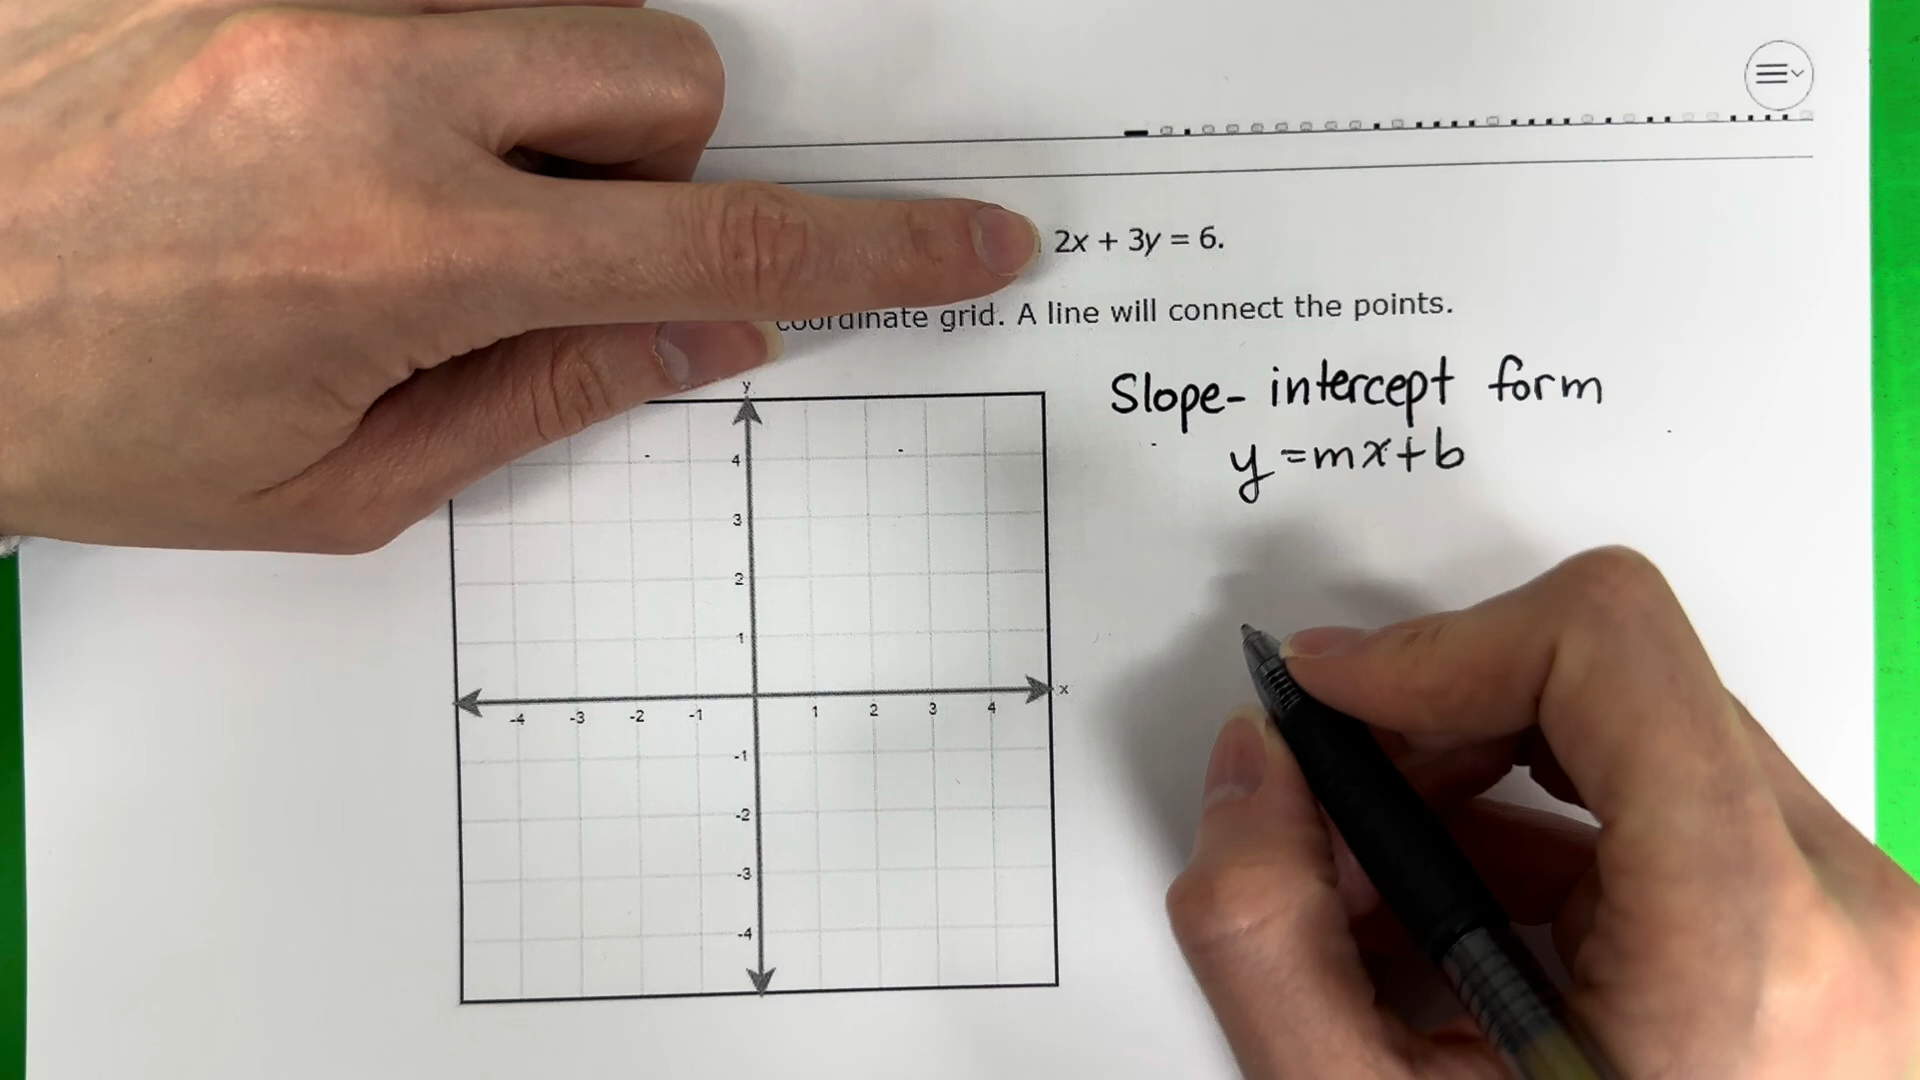 2x + 3y = 6.
coordinate grid. A line will connect the points.
Slope- intercept form
y=mx+b
y
4
3
2
1
-4 -3 -2 -1 1 2 3 4 x
-1
-2
-3
-4